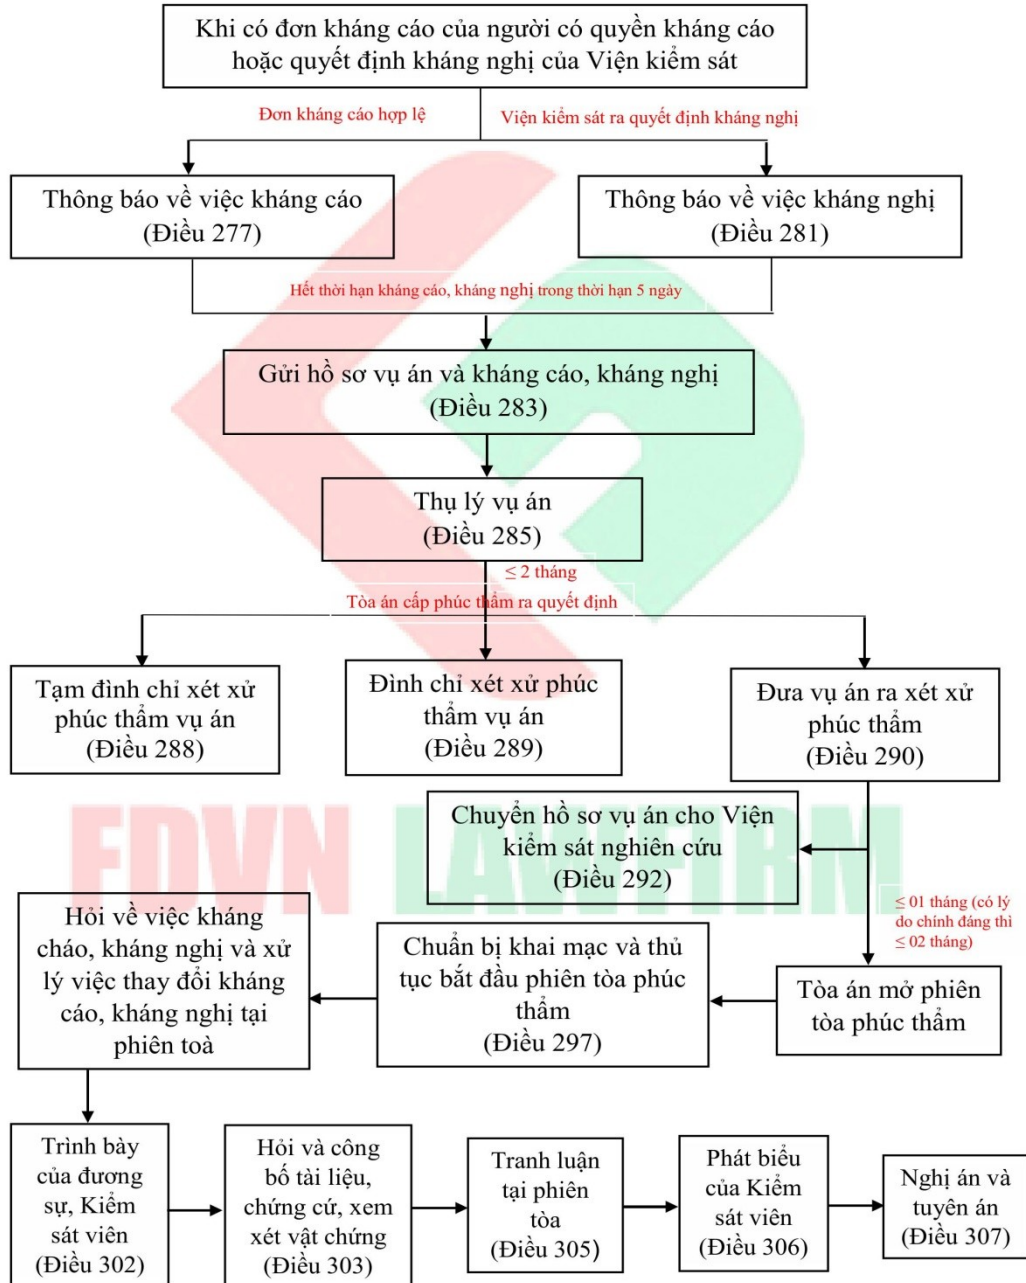 Khi có đơn kháng cáo của người có quyền kháng cáo
hoặc quyết định kháng nghị của Viện kiểm sát
Đơn kháng cáo hợp lệ
Viện kiểm sát ra quyết định kháng nghị
Thông báo về việc kháng cáo
(Điều 277)
Thông báo về việc kháng nghị
(Điều 281)
Hết thời hạn kháng cáo, kháng nghị trong thời hạn 5 ngày
Gửi hồ sơ vụ án và kháng cáo, kháng nghị
(Điều 283)
Thụ lý vụ án
(Điều 285)
≤ 2 tháng
Tòa án cấp phúc thẩm ra quyết định
Tạm đình chỉ xét xử
phúc thẩm vụ án
(Điều 288)
Đình chỉ xét xử phúc
thẩm vụ án
(Điều 289)
Đưa vụ án ra xét xử
phúc thẩm
(Điều 290)
Chuyển hồ sơ vụ án cho Viện
kiểm sát nghiên cứu
(Điều 292)
FDVN LAWFIRM
≤ 01 tháng (có lý
do chính đáng thì
≤ 02 tháng)
Tòa án mở phiên
tòa phúc thẩm
Chuẩn bị khai mạc và thủ
tục bắt đầu phiên tòa phúc
thẩm
(Điều 297)
Hỏi về việc kháng
cháo, kháng nghị và xử
lý việc thay đổi kháng
cáo, kháng nghị tại
phiên toà
Trình bày
của đương
sự, Kiểm
sát viên
(Điều 302)
Hỏi và công
bố tài liệu,
chứng cứ, xem
xét vật chứng
(Điều 303)
Tranh luận
tại phiên
tòa
(Điều 305)
Phát biểu
của Kiểm
sát viên
(Điều 306)
Nghị án và
tuyên án
(Điều 307)